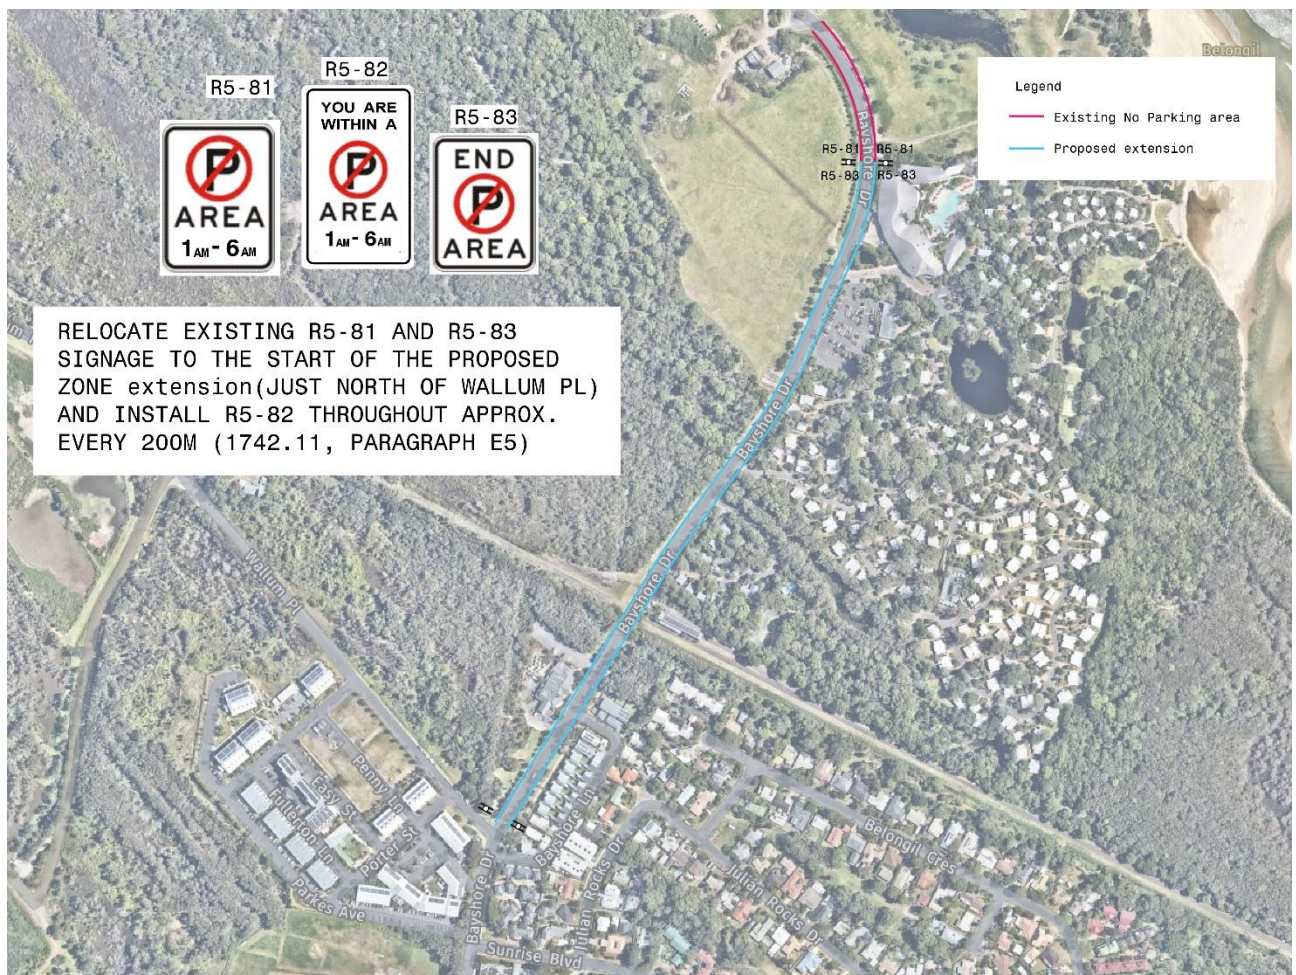 R5-81
R5-82
R5-83
P
AREA
1AM - 6AM
YOU ARE
WITHIN A
P
AREA
1AM - 6AM
END
P
AREA
Belongil
Legend
Existing No Parking area
Proposed extension
RELOCATE EXISTING R5-81 AND R5-83
SIGNAGE TO THE START OF THE PROPOSED
ZONE extension(JUST NORTH OF WALLUM PL)
AND INSTALL R5-82 THROUGHOUT APPROX.
EVERY 200M (1742.11, PARAGRAPH E5)
R5-81
R5-81
R5-83
R5-83
Bayshore Dr
Bayshore Dr
Bayshore Dr
Wallum Pl
Penny Ln
Easy St
Fullerton Ln
Porter St
Parkes Ave
Bayshore Dr
Bayshore Ln
Julian Rocks Dr
Belongil Cres
Julian Rocks Dr
Sunrise Blvd